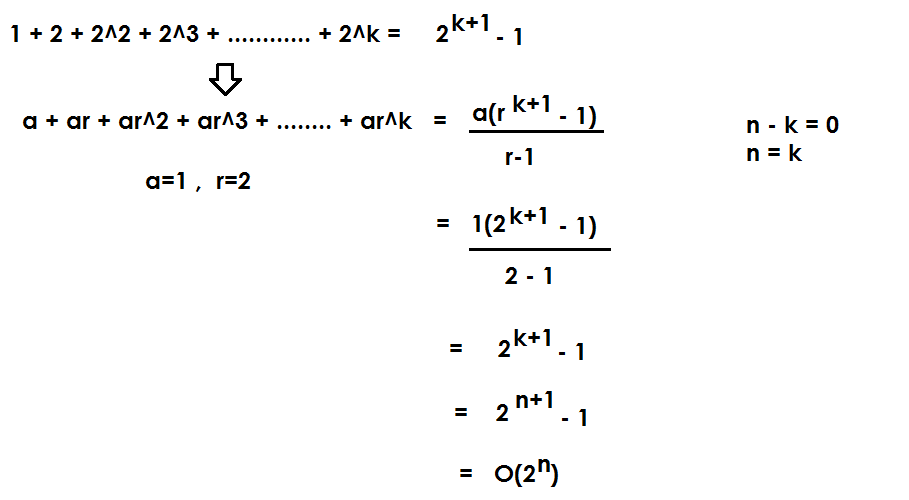 1 + 2 + 2^2 + 2^3 + ............ + 2^k = 2^{k+1} - 1
a + ar + ar^2 + ar^3 + ........ + ar^k = a(r^{k+1} - 1)
r-1
n - k = 0
n = k
a=1 , r=2
= 1(2^{k+1} - 1)
2 - 1
= 2^{k+1} - 1
= 2^{n+1} - 1
= O(2^n)